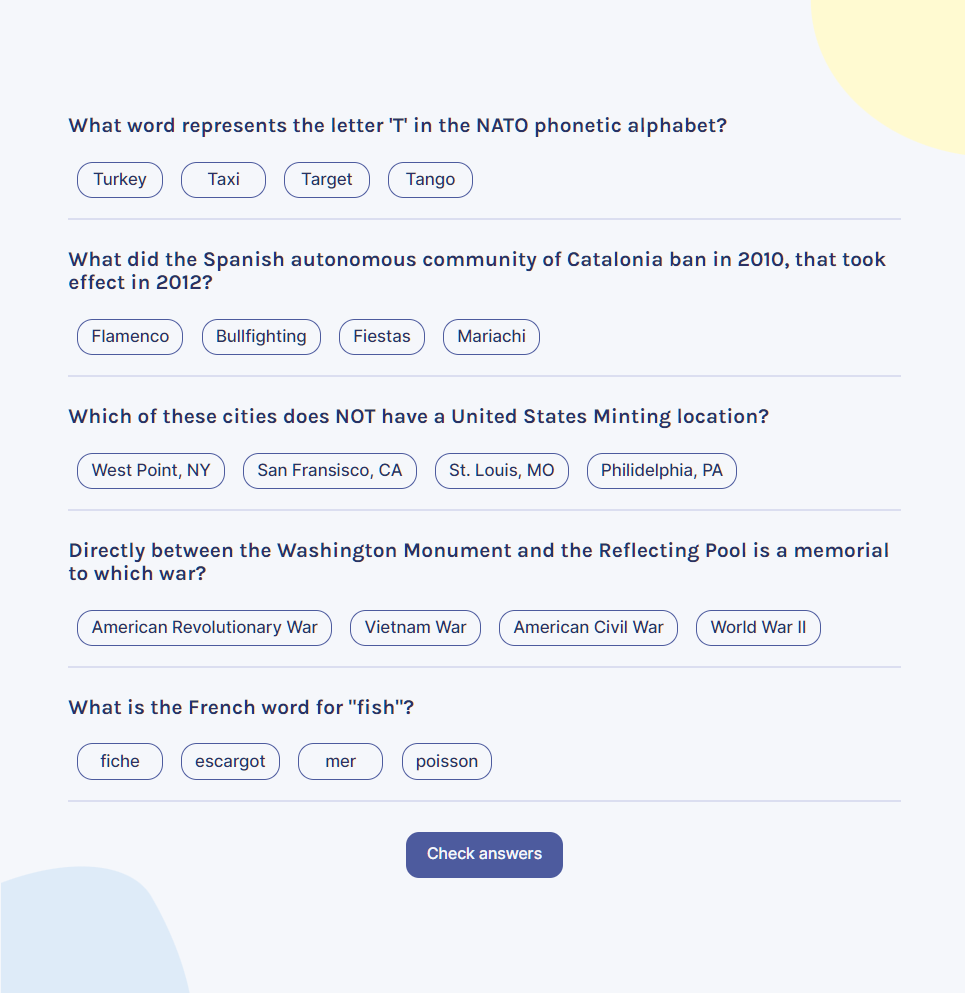 What word represents the letter 'T' in the NATO phonetic alphabet?
Turkey Taxi Target Tango
What did the Spanish autonomous community of Catalonia ban in 2010, that took
effect in 2012?
Flamenco Bullfighting Fiestas Mariachi
Which of these cities does NOT have a United States Minting location?
West Point, NY San Fransisco, CA St. Louis, MO Philidelphia, PA
Directly between the Washington Monument and the Reflecting Pool is a memorial
to which war?
American Revolutionary War Vietnam War American Civil War World War II
What is the French word for "fish"?
fiche escargot mer poisson
Check answers